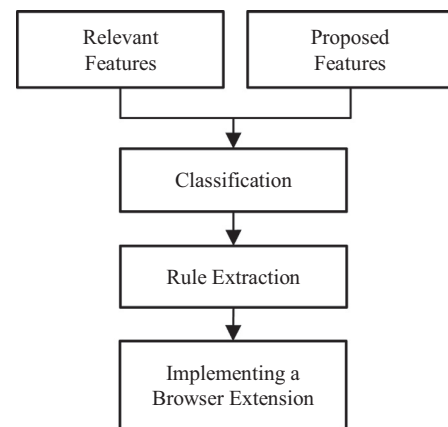 Relevant
Features
Proposed
Features
Classification
Rule Extraction
Implementing a
Browser Extension